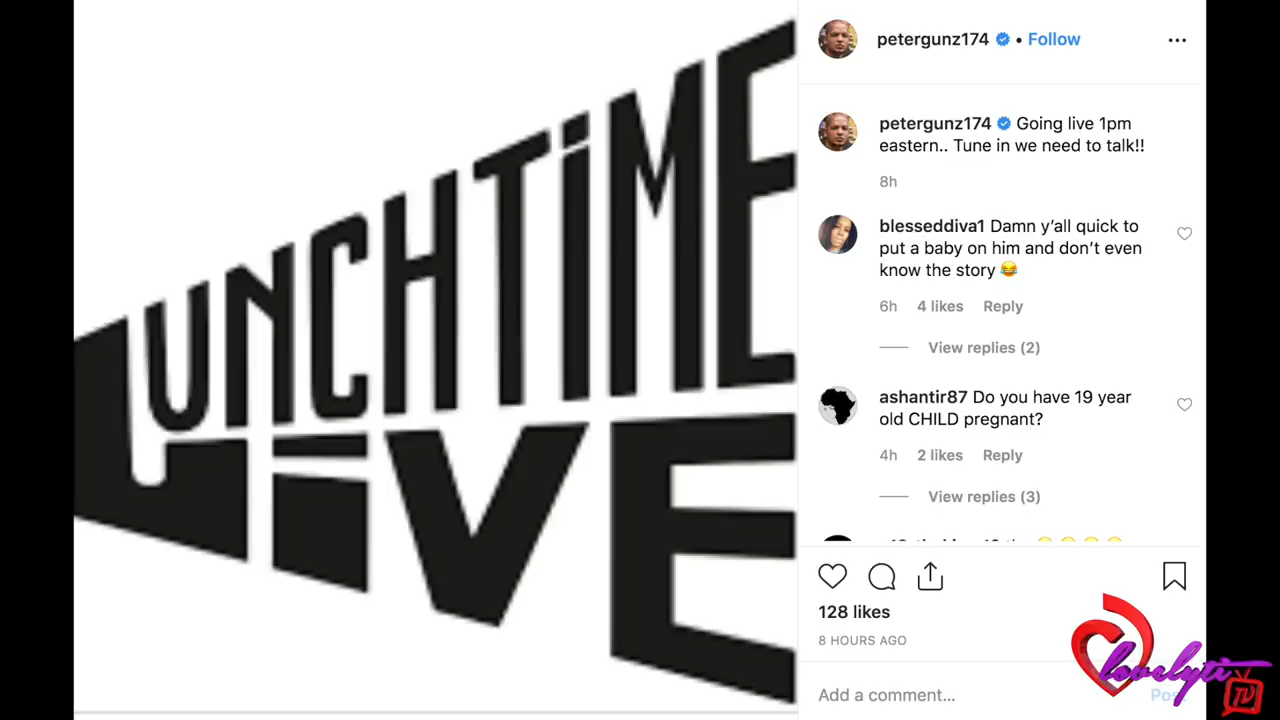 LUNCHTiME
LiVE
petergunz174 • Follow
petergunz174 Going live 1pm
eastern.. Tune in we need to talk!!
8h
blesseddiva1 Damn y’all quick to
put a baby on him and don’t even
know the story 😂
6h 4 likes Reply
View replies (2)
ashantir87 Do you have 19 year
old CHILD pregnant?
4h 2 likes Reply
View replies (3)
128 likes
8 HOURS AGO
Add a comment...
lovelyti
TV